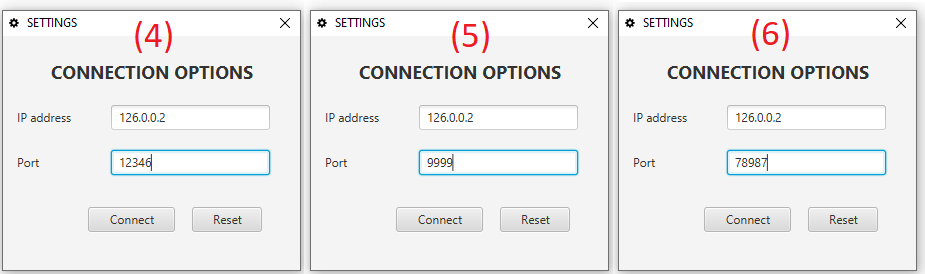 SETTINGS
(4)
CONNECTION OPTIONS
IP address 126.0.0.2
Port 12346
Connect Reset
SETTINGS
(5)
CONNECTION OPTIONS
IP address 126.0.0.2
Port 9999
Connect Reset
SETTINGS
(6)
CONNECTION OPTIONS
IP address 126.0.0.2
Port 78987
Connect Reset